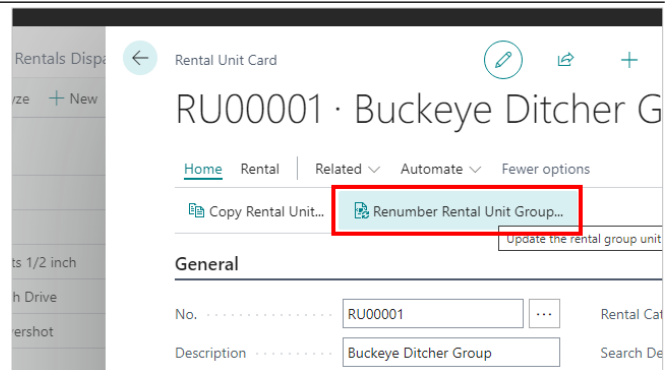 Rentals Dispa
Rental Unit Card
yze + New
RU00001 · Buckeye Ditcher G
Home Rental Related Automate Fewer options
Copy Rental Unit... Renumber Rental Unit Group...
Update the rental group unit
ts 1/2 inch
General
h Drive
No. RU00001 ... Rental Cat
ershot
Description Buckeye Ditcher Group Search De